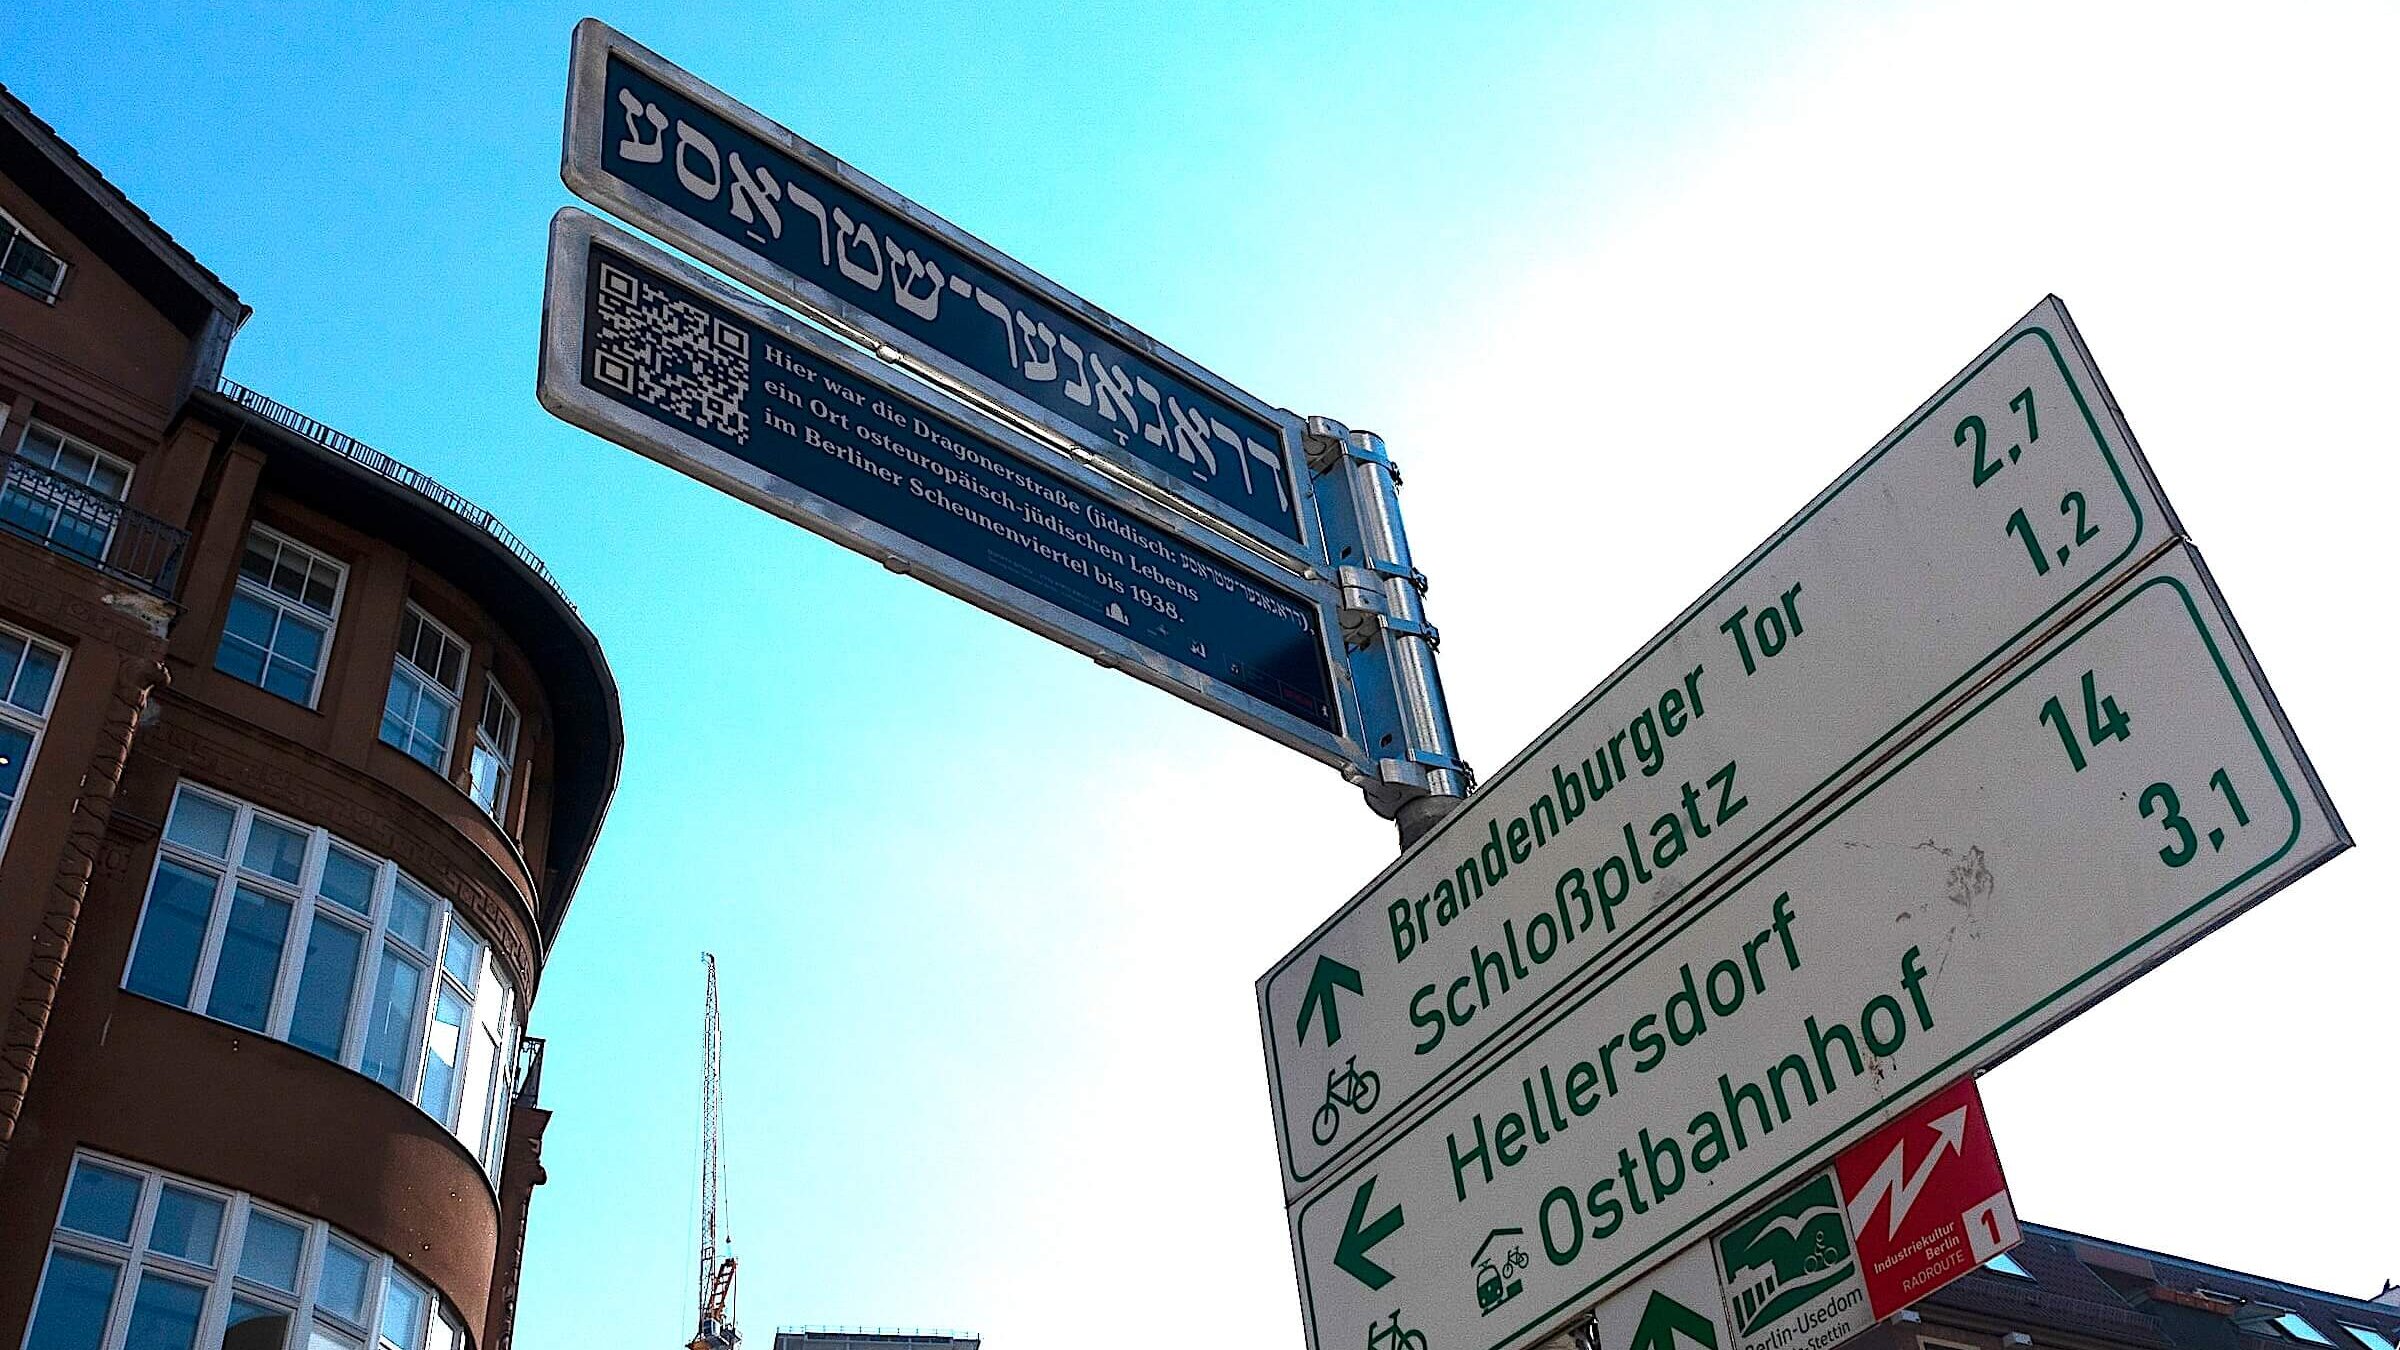 דראַגאָנער־שטראַסע
Hier war die Dragonerstraße (jiddisch: דראַגאָנער־שטראַסע),
ein Ort osteuropäisch-jüdischen Lebens
im Berliner Scheunenviertel bis 1938.
Brandenburger Tor 2,7
Schloßplatz 1,2
Hellersdorf 14
Ostbahnhof 3,1
Berlin-Usedom
Stettin
Industriekultur
Berlin
RADROUTE 1